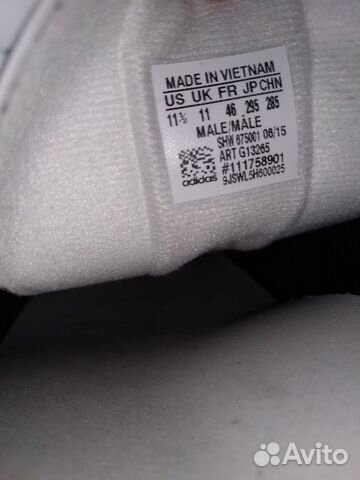 MADE IN VIETNAM
US UK FR JP CHN
11½ 11 46 295 285
MALE/MÂLE
SHW 675001 06/15
ART G13265
#111758901
9JSWL5H600025
adidas
Avito